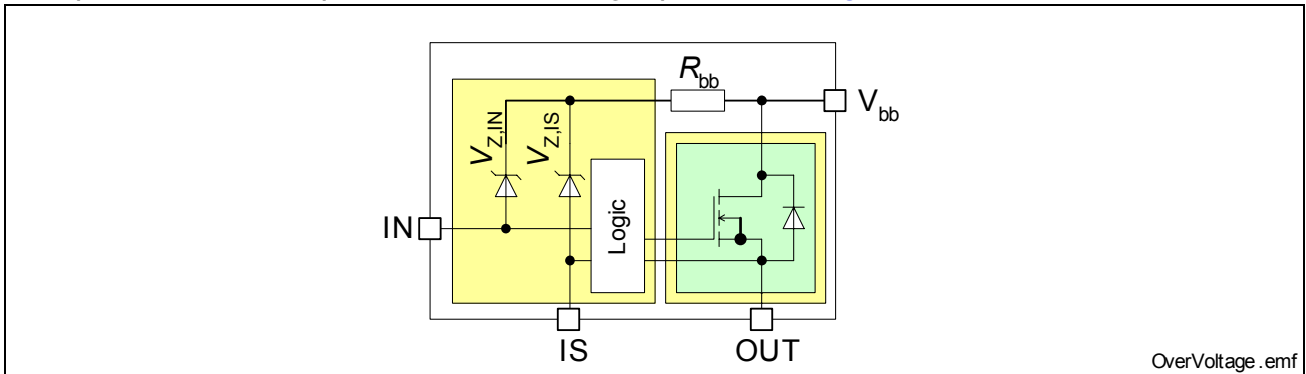 R_bb
V_bb
V_Z,IN
V_Z,IS
Logic
IN
IS
OUT
OverVoltage.emf